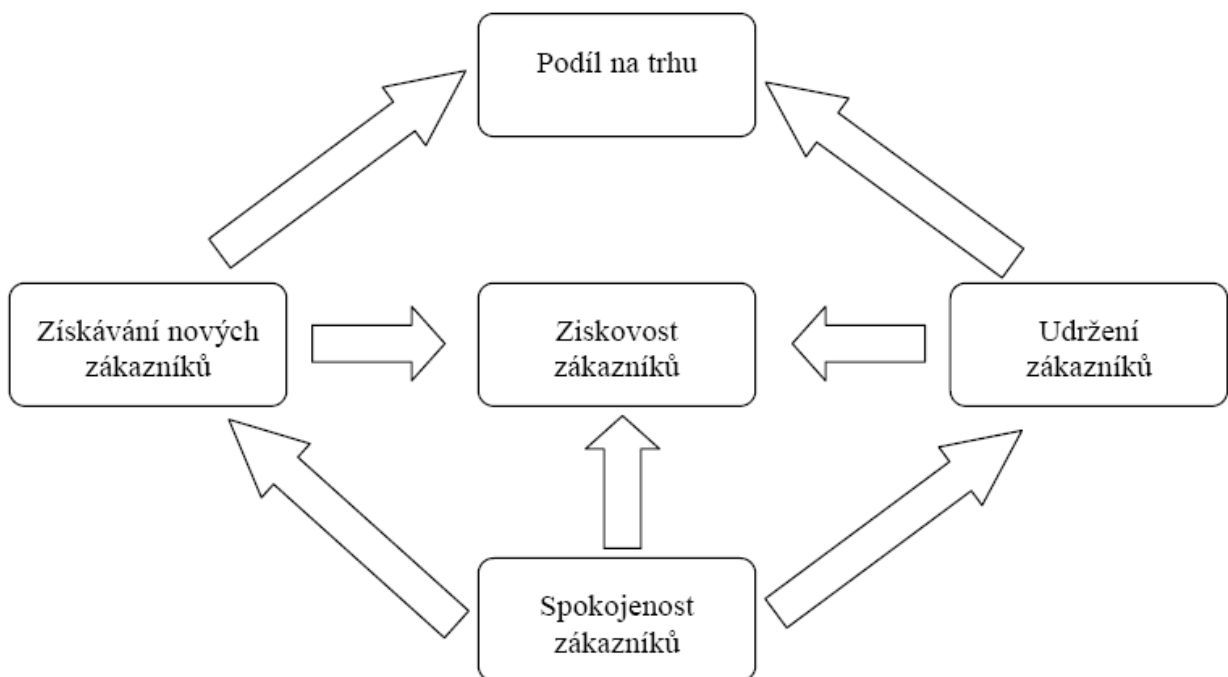 Podíl na trhu
Získávání nových
zákazníků
Ziskovost
zákazníků
Udržení
zákazníků
Spokojenost
zákazníků